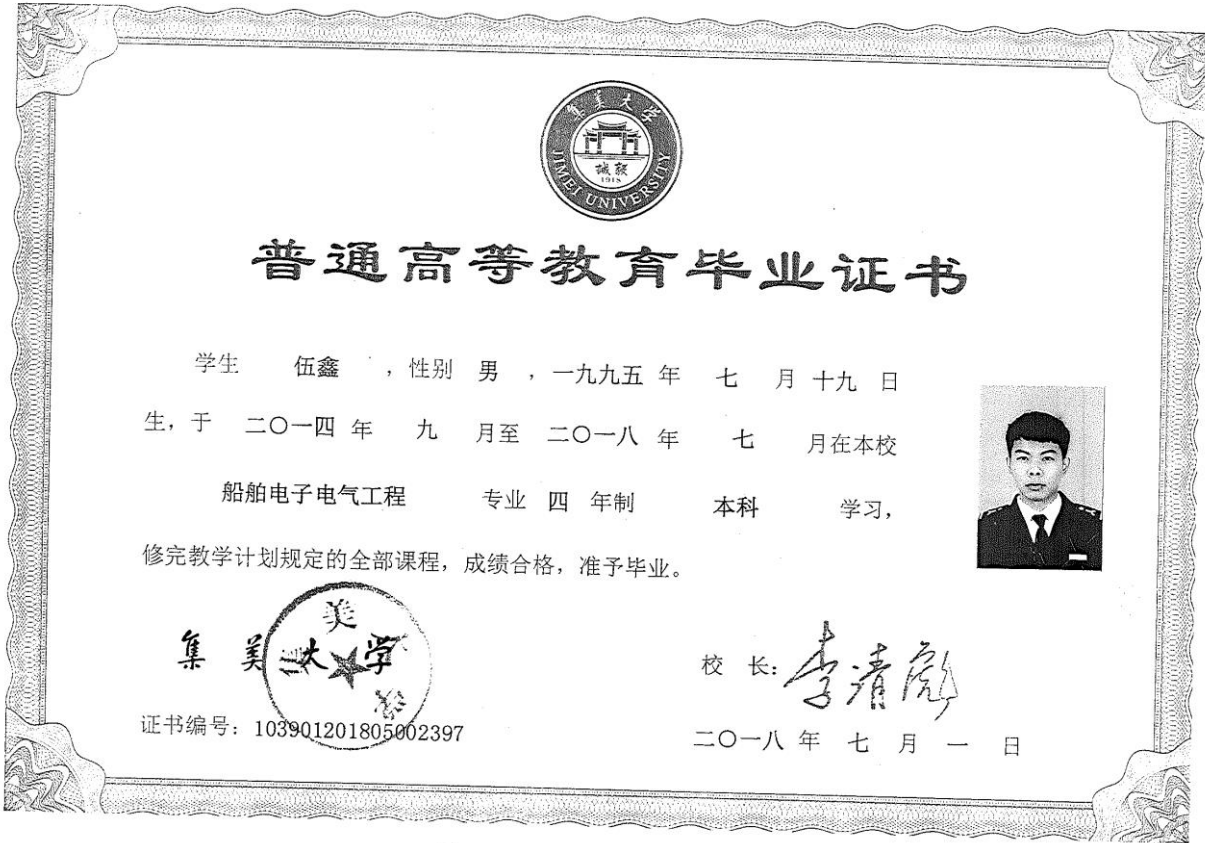 集美大学
誠毅
1918
JIMEI UNIVERSITY
普通高等教育毕业证书
学生 伍鑫 ，性别 男 ，一九九五 年 七 月 十九 日
生，于 二〇一四 年 九 月至 二〇一八 年 七 月在本校
船舶电子电气工程 专业 四 年制 本科 学习，
修完教学计划规定的全部课程，成绩合格，准予毕业。
集美大学
校 长：李清彪
证书编号：103901201805002397
二〇一八 年 七 月 一 日